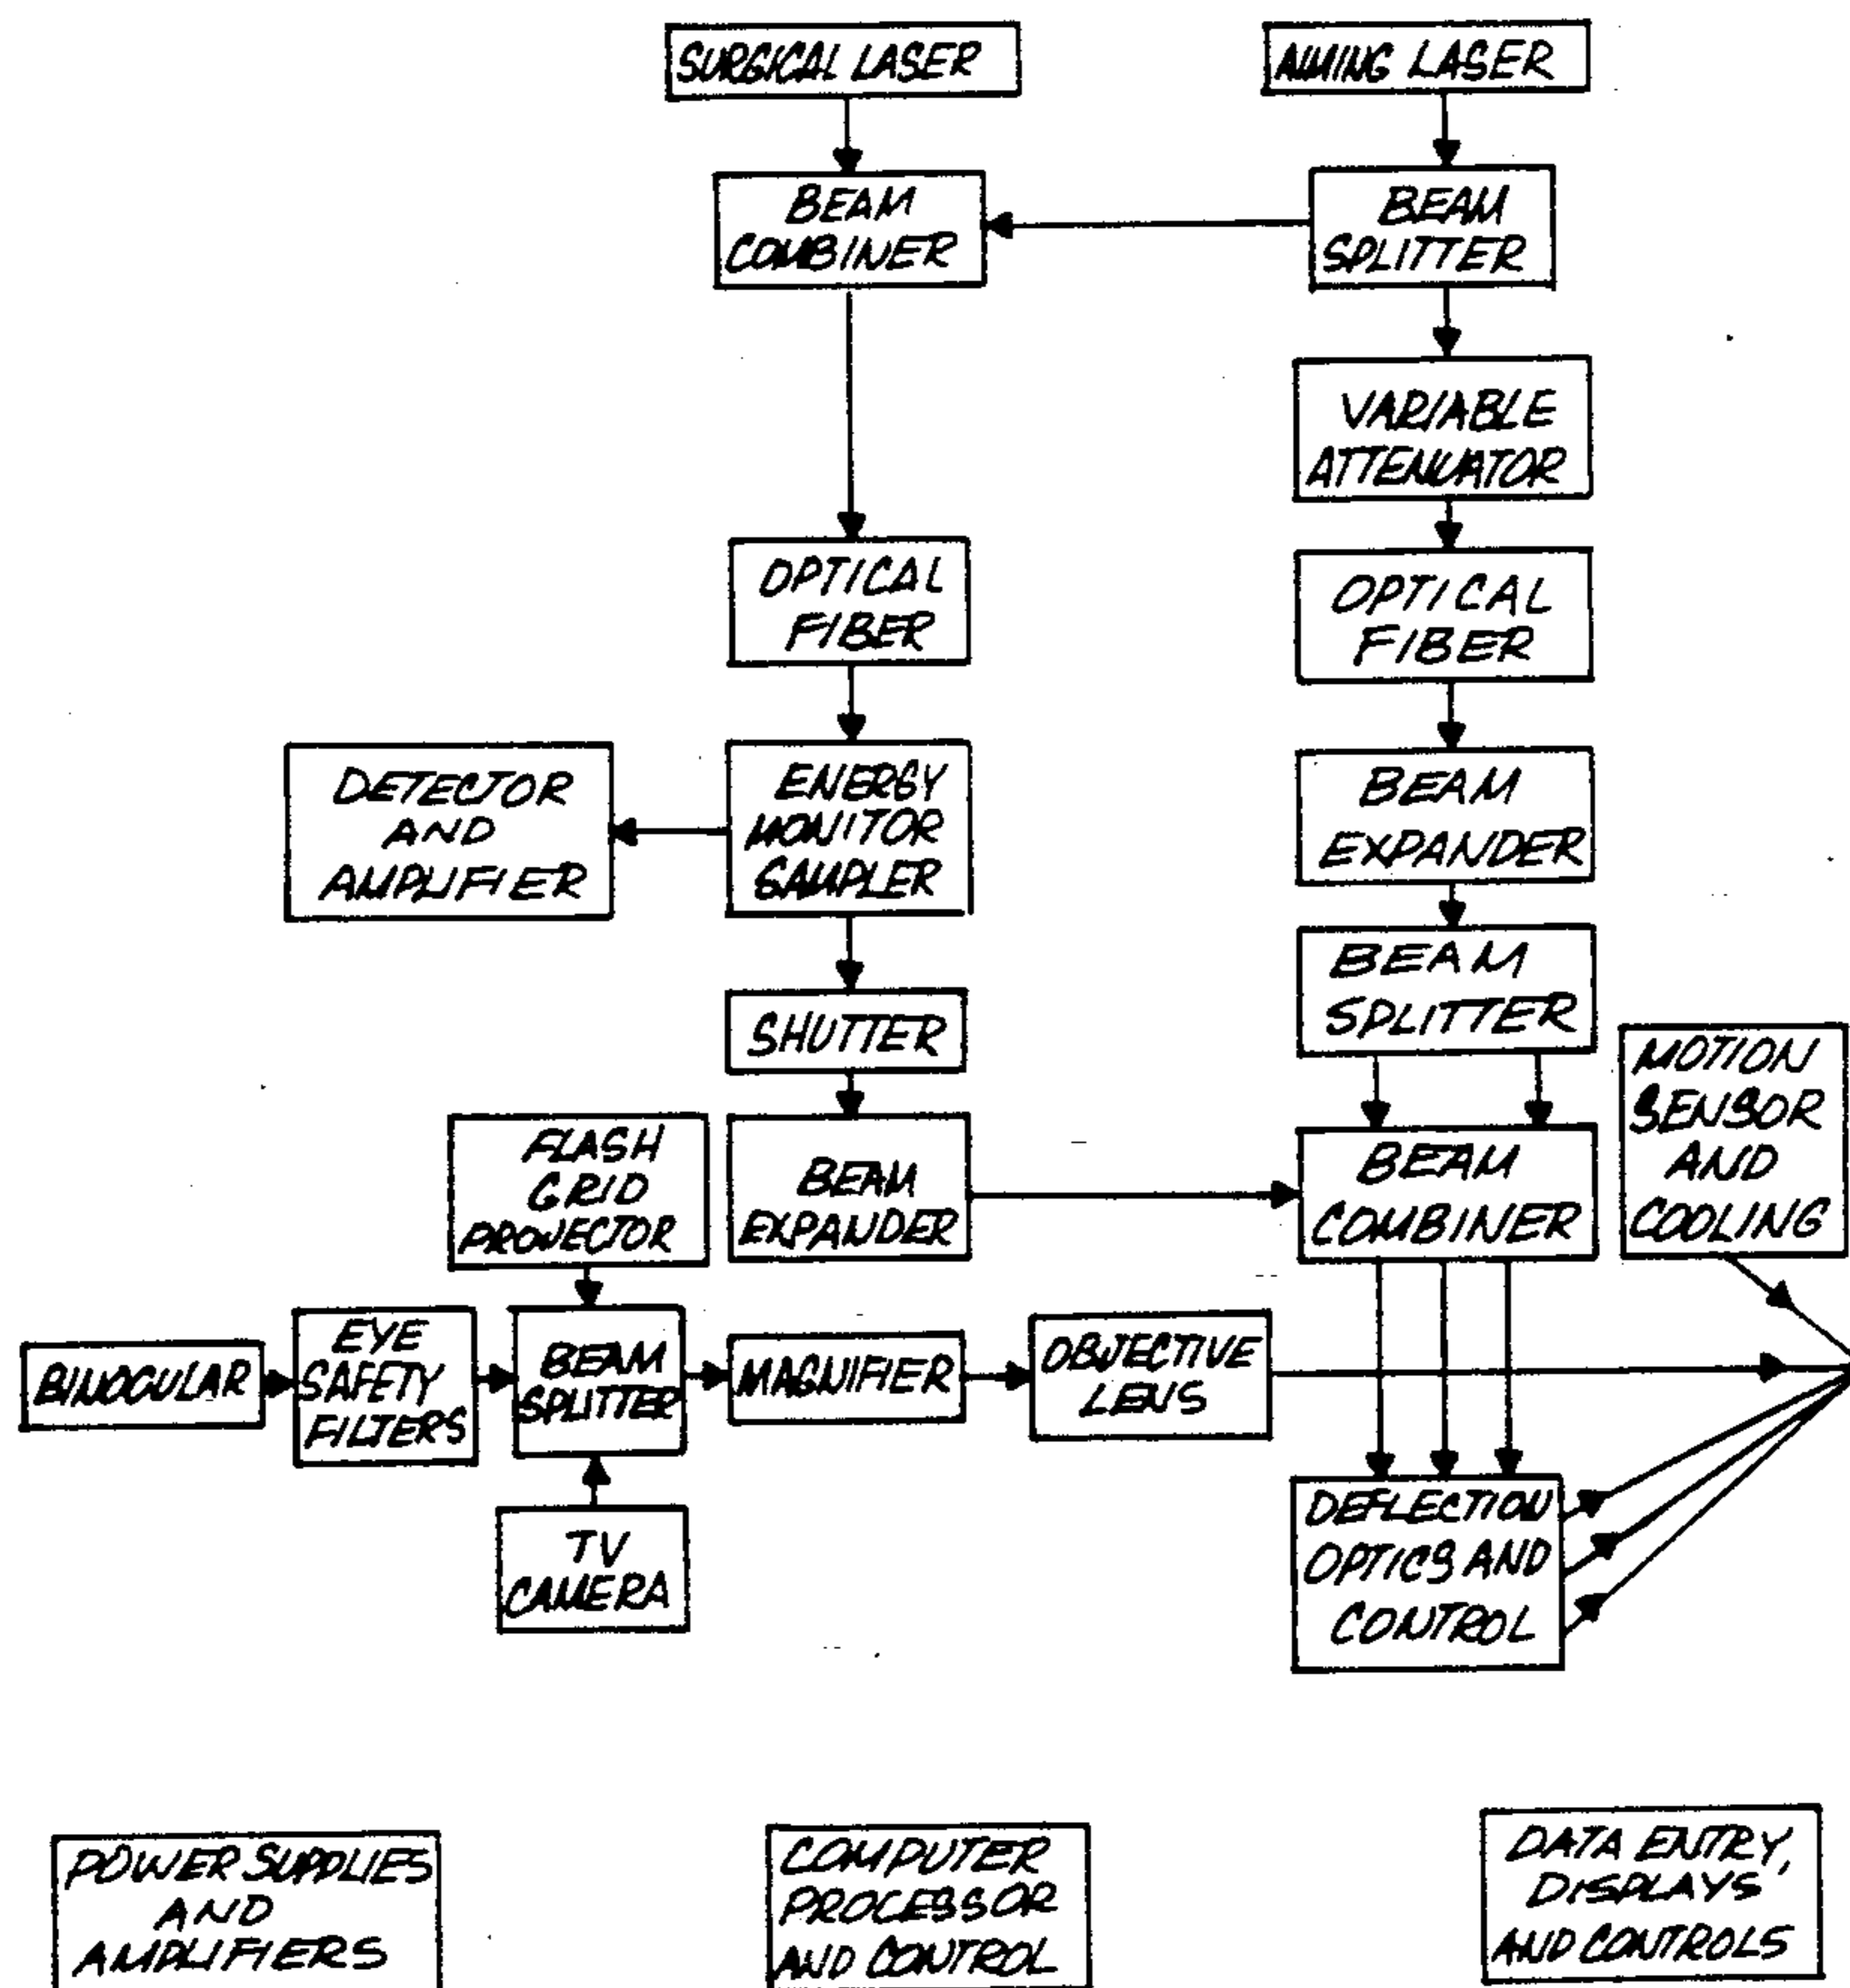 SURGICAL LASER
AIMING LASER
BEAM
COMBINER
BEAM
SPLITTER
VARIABLE
ATTENUATOR
OPTICAL
FIBER
OPTICAL
FIBER
DETECTOR
AND
AMPLIFIER
ENERGY
MONITOR
SAMPLER
BEAM
EXPANDER
BEAM
SPLITTER
SHUTTER
MOTION
SENSOR
AND
COOLING
FLASH
GRID
PROJECTOR
BEAM
EXPANDER
BEAM
COMBINER
BINOCULAR
EYE
SAFETY
FILTERS
BEAM
SPLITTER
MAGNIFIER
OBJECTIVE
LENS
TV
CAMERA
DEFLECTION
OPTICS AND
CONTROL
POWER SUPPLIES
AND
AMPLIFIERS
COMPUTER
PROCESSOR
AND CONTROL
DATA ENTRY,
DISPLAYS
AND CONTROLS